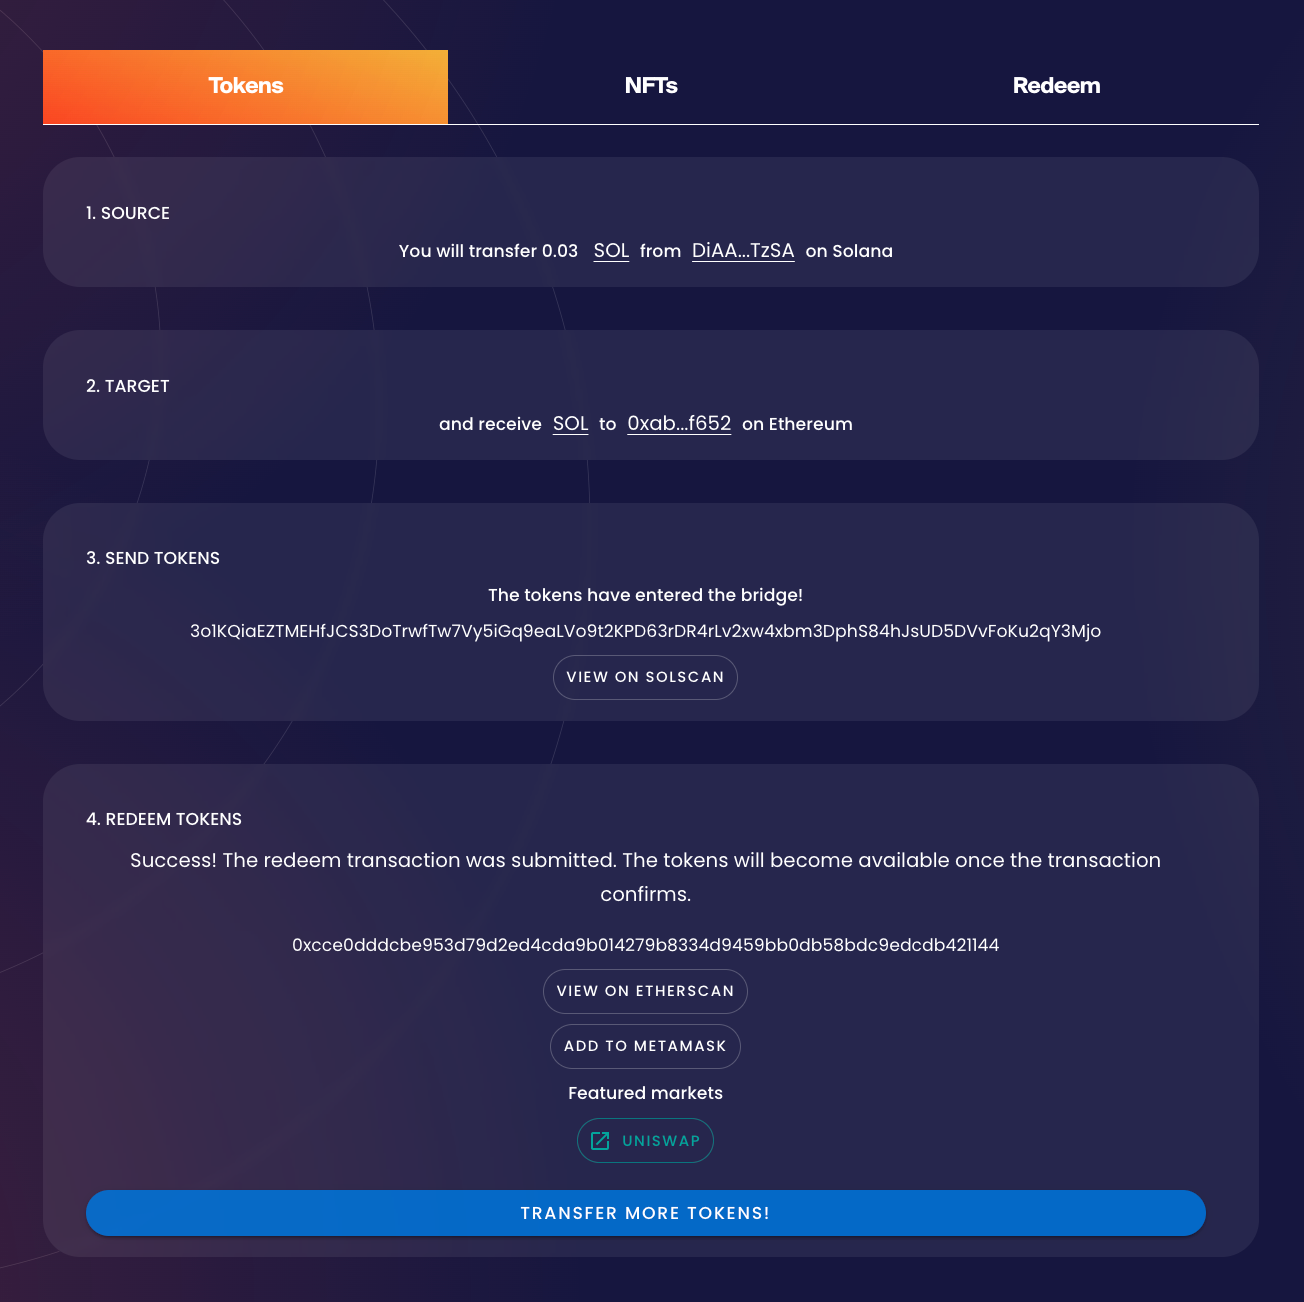 Tokens NFTs Redeem
1. SOURCE
You will transfer 0.03 SOL from DiAA...TzSA on Solana
2. TARGET
and receive SOL to 0xab...f652 on Ethereum
3. SEND TOKENS
The tokens have entered the bridge!
3o1KQiaEZTMEHfJCS3DoTrwfTw7Vy5iGq9eaLVo9t2KPD63rDR4rLv2xw4xbm3DphS84hJsUD5DVvFoKu2qY3Mjo
VIEW ON SOLSCAN
4. REDEEM TOKENS
Success! The redeem transaction was submitted. The tokens will become available once the transaction
confirms.
0xcce0dddcbe953d79d2ed4cda9b014279b8334d9459bb0db58bdc9edcdb421144
VIEW ON ETHERSCAN
ADD TO METAMASK
Featured markets
UNISWAP
TRANSFER MORE TOKENS!